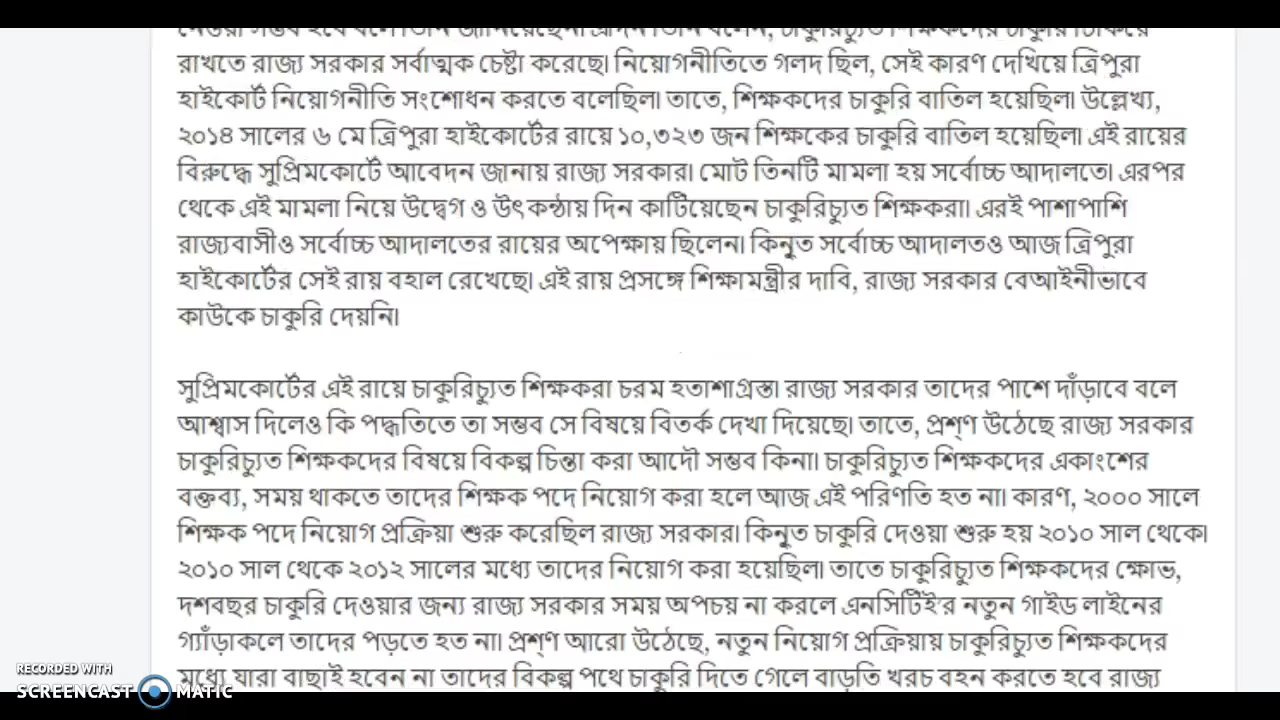 রাখতে রাজ্য সরকার সর্বাত্মক চেষ্টা করেছে। নিয়োগনীতিতে গলদ ছিল, সেই কারণ দেখিয়ে ত্রিপুরা
হাইকোর্ট নিয়োগনীতি সংশোধন করতে বলেছিল। তাতে, শিক্ষকদের চাকুরি বাতিল হয়েছিল। উল্লেখ্য,
২০১৪ সালের ৬ মে ত্রিপুরা হাইকোর্টের রায়ে ১০,৩২৩ জন শিক্ষকের চাকুরি বাতিল হয়েছিল। এই রায়ের
বিরুদ্ধে সুপ্রিমকোর্টে আবেদন জানায় রাজ্য সরকার। মোট তিনটি মামলা হয় সর্বোচ্চ আদালতে। এরপর
থেকে এই মামলা নিয়ে উদ্বেগ ও উৎকন্ঠায় দিন কাটিয়েছেন চাকুরিচ্যুত শিক্ষকরা। এরই পাশাপাশি
রাজ্যবাসীও সর্বোচ্চ আদালতের রায়ের অপেক্ষায় ছিলেন। কিনু্ত সর্বোচ্চ আদালতও আজ ত্রিপুরা
হাইকোর্টের সেই রায় বহাল রেখেছে। এই রায় প্রসঙ্গে শিক্ষামন্ত্রীর দাবি, রাজ্য সরকার বেআইনীভাবে
কাউকে চাকুরি দেয়নি।
সুপ্রিমকোর্টের এই রায়ে চাকুরিচ্যুত শিক্ষকরা চরম হতাশাগ্রস্ত। রাজ্য সরকার তাদের পাশে দাঁড়াবে বলে
আশ্বাস দিলেও কি পদ্ধতিতে তা সম্ভব সে বিষয়ে বিতর্ক দেখা দিয়েছে। তাতে, প্রশ্ণ উঠেছে রাজ্য সরকার
চাকুরিচ্যুত শিক্ষকদের বিষয়ে বিকল্প চিন্তা করা আদৌ সম্ভব কিনা। চাকুরিচ্যুত শিক্ষকদের একাংশের
বক্তব্য, সময় থাকতে তাদের শিক্ষক পদে নিয়োগ করা হলে আজ এই পরিণতি হত না। কারণ, ২০০০ সালে
শিক্ষক পদে নিয়োগ প্রক্রিয়া শুরু করেছিল রাজ্য সরকার। কিনু্ত চাকুরি দেওয়া শুরু হয় ২০১০ সাল থেকে।
২০১০ সাল থেকে ২০১২ সালের মধ্যে তাদের নিয়োগ করা হয়েছিল। তাতে চাকুরিচ্যুত শিক্ষকদের ক্ষোভ,
দশবছর চাকুরি দেওয়ার জন্য রাজ্য সরকার সময় অপচয় না করলে এনসিটিই'র নতুন গাইড লাইনের
গ্যাঁড়াকলে তাদের পড়তে হত না। প্রশ্ণ আরো উঠেছে, নতুন নিয়োগ প্রক্রিয়ায় চাকুরিচ্যুত শিক্ষকদের
মধ্যে যারা বাছাই হবেন না তাদের বিকল্প পথে চাকুরি দিতে গেলে বাড়তি খরচ বহন করতে হবে রাজ্য
RECORDED WITH
SCREENCAST MATIC